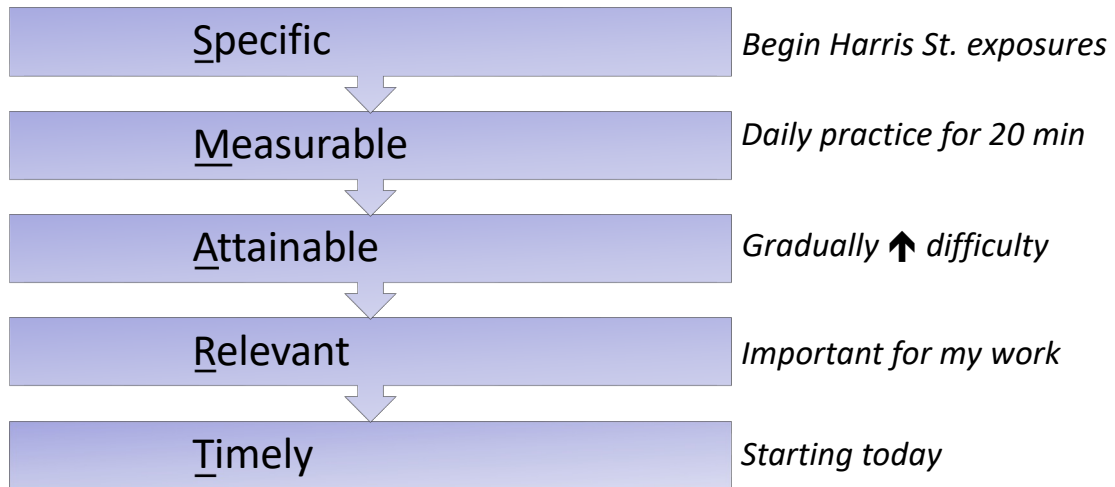 Specific
Begin Harris St. exposures
Measurable
Daily practice for 20 min
Attainable
Gradually ↑ difficulty
Relevant
Important for my work
Timely
Starting today